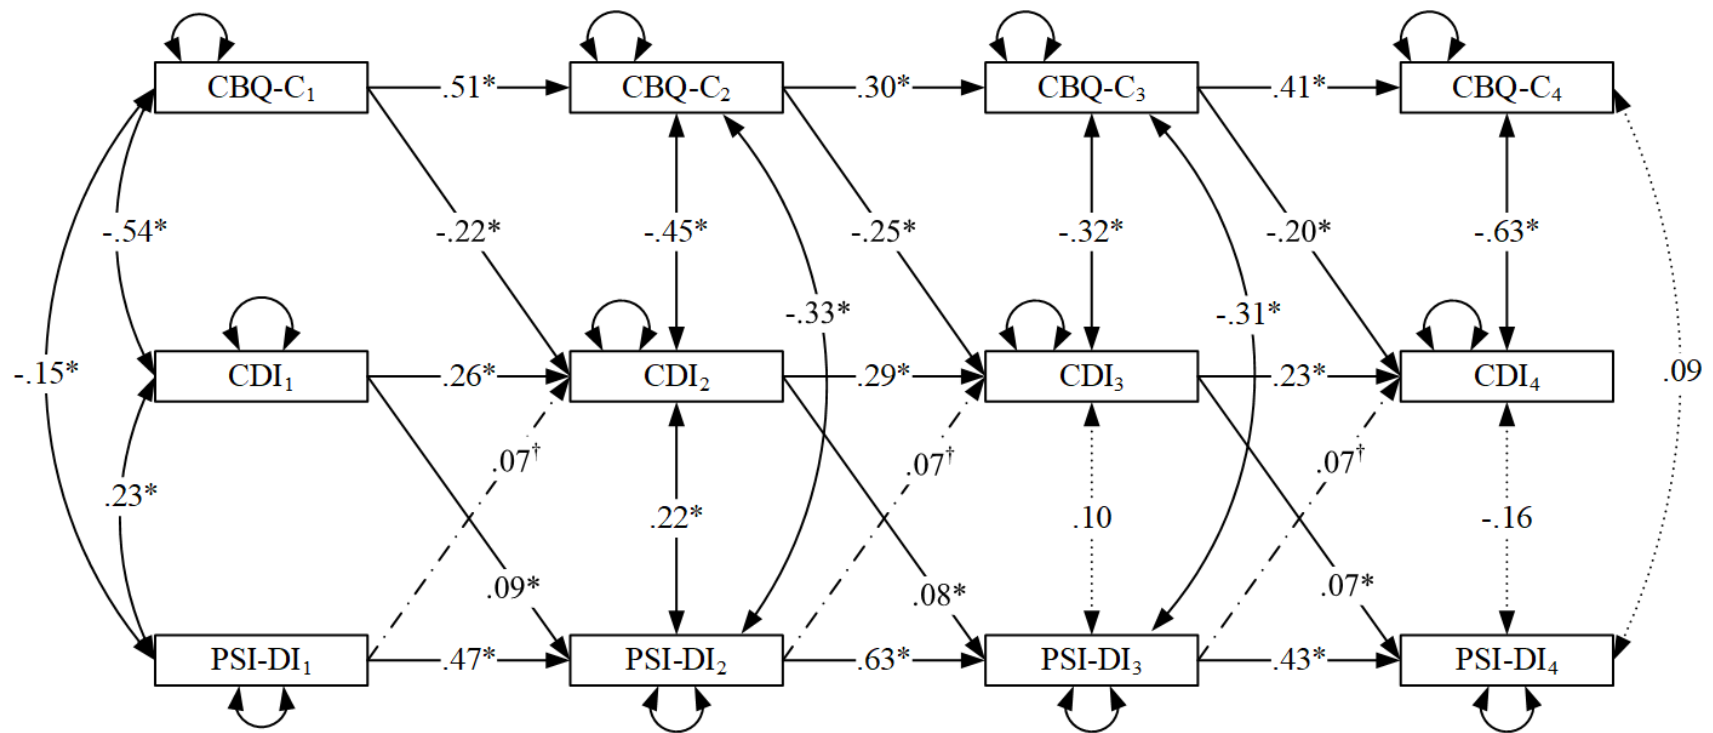 CBQ-C₁ .51* CBQ-C₂ .30* CBQ-C₃ .41* CBQ-C₄
-.54* -.22* -.45* -.25* -.32* -.20* -.63*
-.33* -.31*
-.15* CDI₁ .26* CDI₂ .29* CDI₃ .23* CDI₄ .09
.07† .07† .07†
.23* .22* .10 -.16
.09* .08* .07*
PSI-DI₁ .47* PSI-DI₂ .63* PSI-DI₃ .43* PSI-DI₄